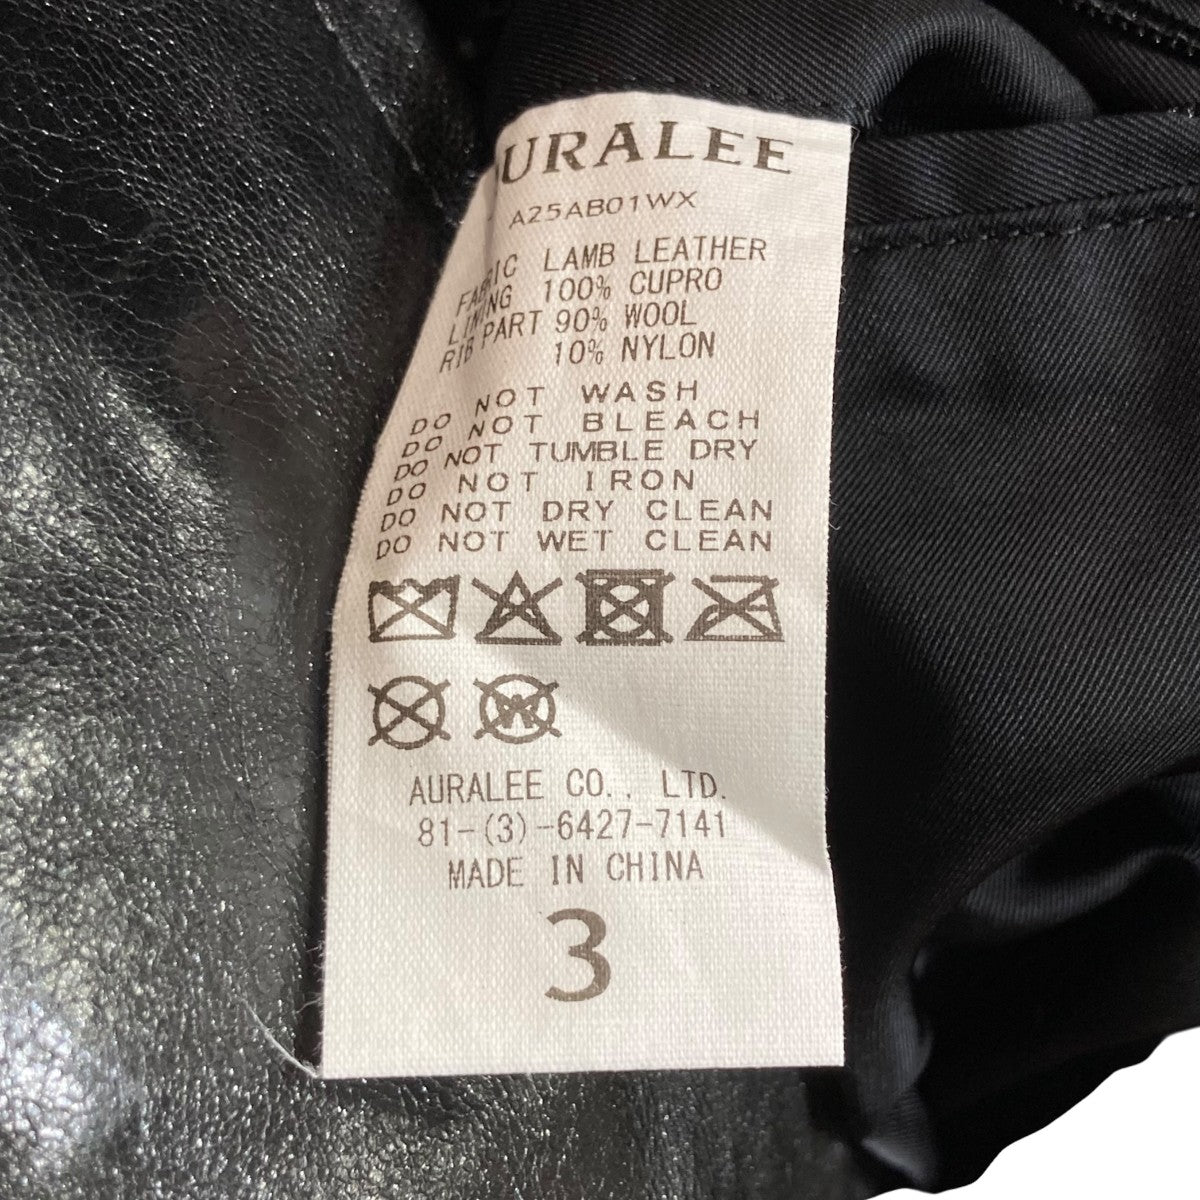 AURALEE
A25AB01WX
FABRIC LAMB LEATHER
LINING 100% CUPRO
RIB PART 90% WOOL
10% NYLON
DO NOT WASH
DO NOT BLEACH
DO NOT TUMBLE DRY
DO NOT IRON
DO NOT DRY CLEAN
DO NOT WET CLEAN
W
AURALEE CO., LTD.
81-(3)-6427-7141
MADE IN CHINA
3